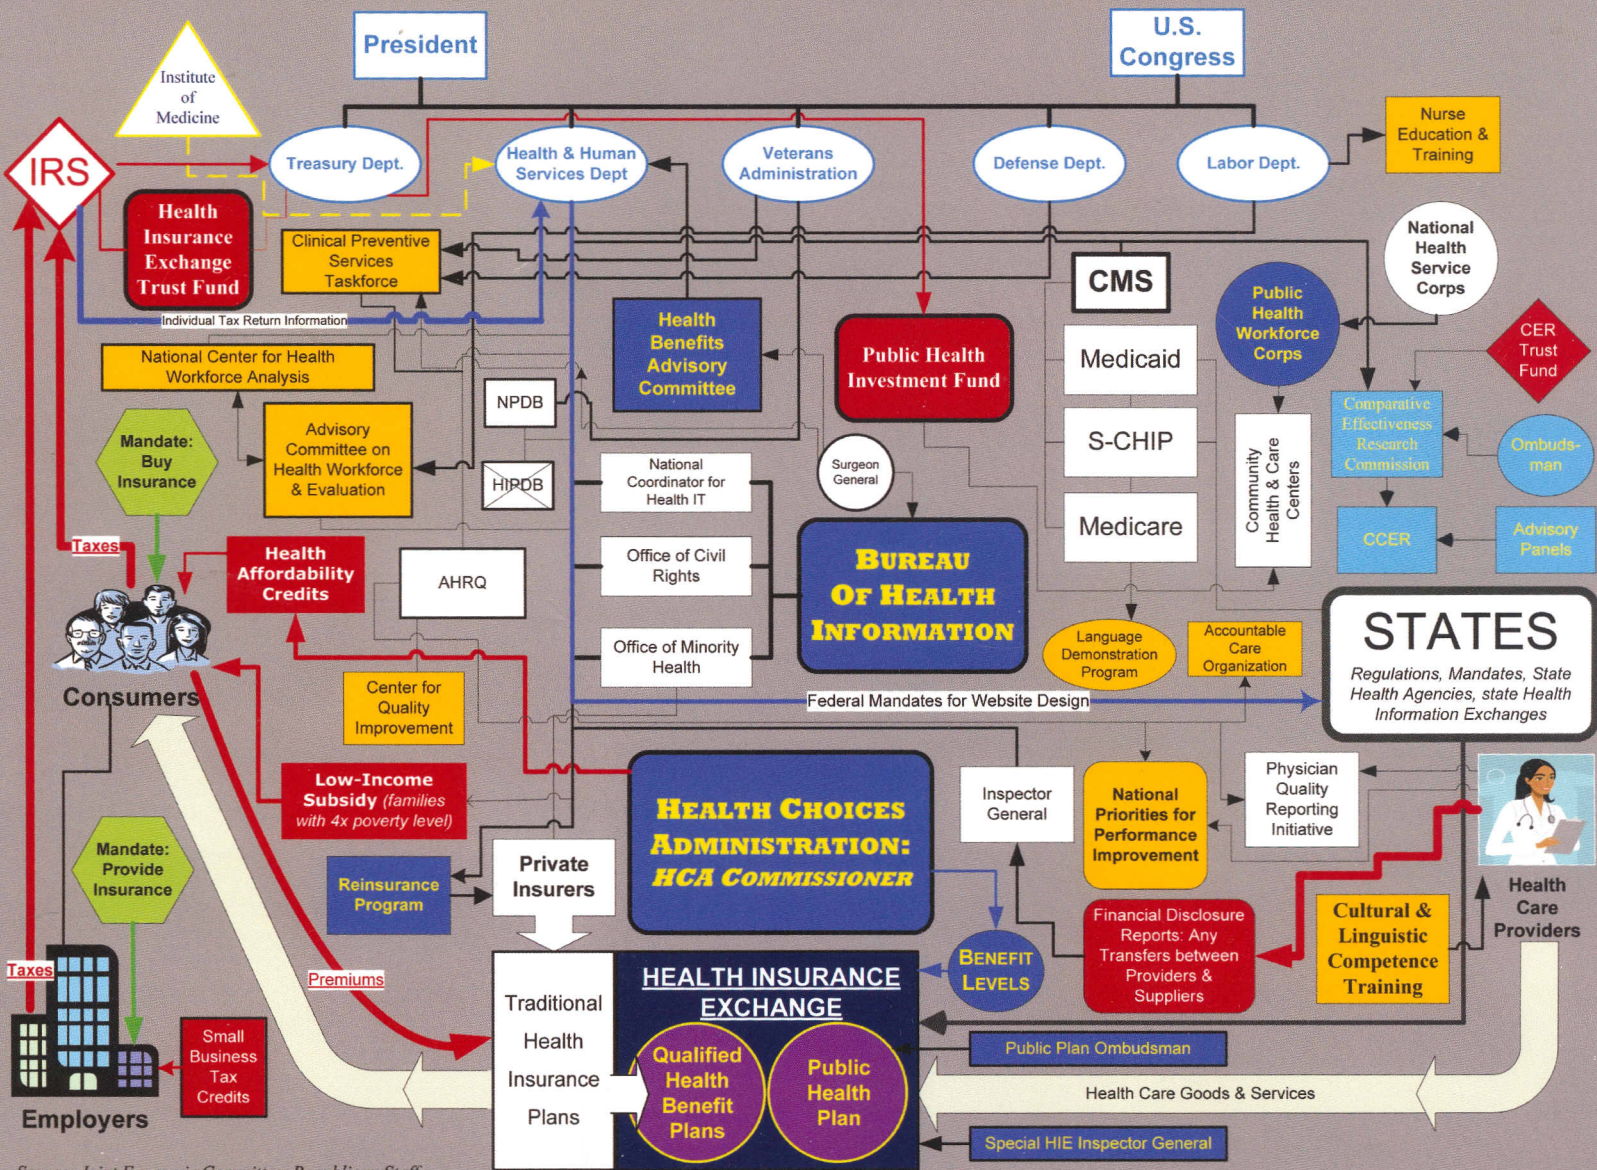 President
U.S.
Congress
Institute
of
Medicine
IRS
Treasury Dept.
Health & Human
Services Dept
Veterans
Administration
Defense Dept.
Labor Dept.
Nurse
Education &
Training
Health
Insurance
Exchange
Trust Fund
Clinical Preventive
Services
Taskforce
Individual Tax Return Information
National Center for Health
Workforce Analysis
Health
Benefits
Advisory
Committee
Public Health
Investment Fund
CMS
Medicaid
S-CHIP
Medicare
Public
Health
Workforce
Corps
National
Health
Service
Corps
CER
Trust
Fund
Comparative
Effectiveness
Research
Commission
Ombuds-
man
CCER
Advisory
Panels
Community
Health & Care
Centers
Mandate:
Buy
Insurance
Advisory
Committee on
Health Workforce
& Evaluation
NPDB
HIPDB
National
Coordinator for
Health IT
Office of Civil
Rights
Office of Minority
Health
Surgeon
General
BUREAU
OF HEALTH
INFORMATION
Language
Demonstration
Program
Accountable
Care
Organization
STATES
Regulations, Mandates, State
Health Agencies, state Health
Information Exchanges
Taxes
Health
Affordability
Credits
AHRQ
Consumers
Center for
Quality
Improvement
Federal Mandates for Website Design
Low-Income
Subsidy (families
with 4x poverty level)
HEALTH CHOICES
ADMINISTRATION:
HCA COMMISSIONER
Inspector
General
National
Priorities for
Performance
Improvement
Physician
Quality
Reporting
Initiative
Health
Care
Providers
Mandate:
Provide
Insurance
Reinsurance
Program
Private
Insurers
BENEFIT
LEVELS
Financial Disclosure
Reports: Any
Transfers between
Providers &
Suppliers
Cultural &
Linguistic
Competence
Training
Taxes
Premiums
Traditional
Health
Insurance
Plans
HEALTH INSURANCE
EXCHANGE
Qualified
Health
Benefit
Plans
Public
Health
Plan
Public Plan Ombudsman
Health Care Goods & Services
Special HIE Inspector General
Small
Business
Tax
Credits
Employers
Source: Joint Economic Committee, Republican Staff